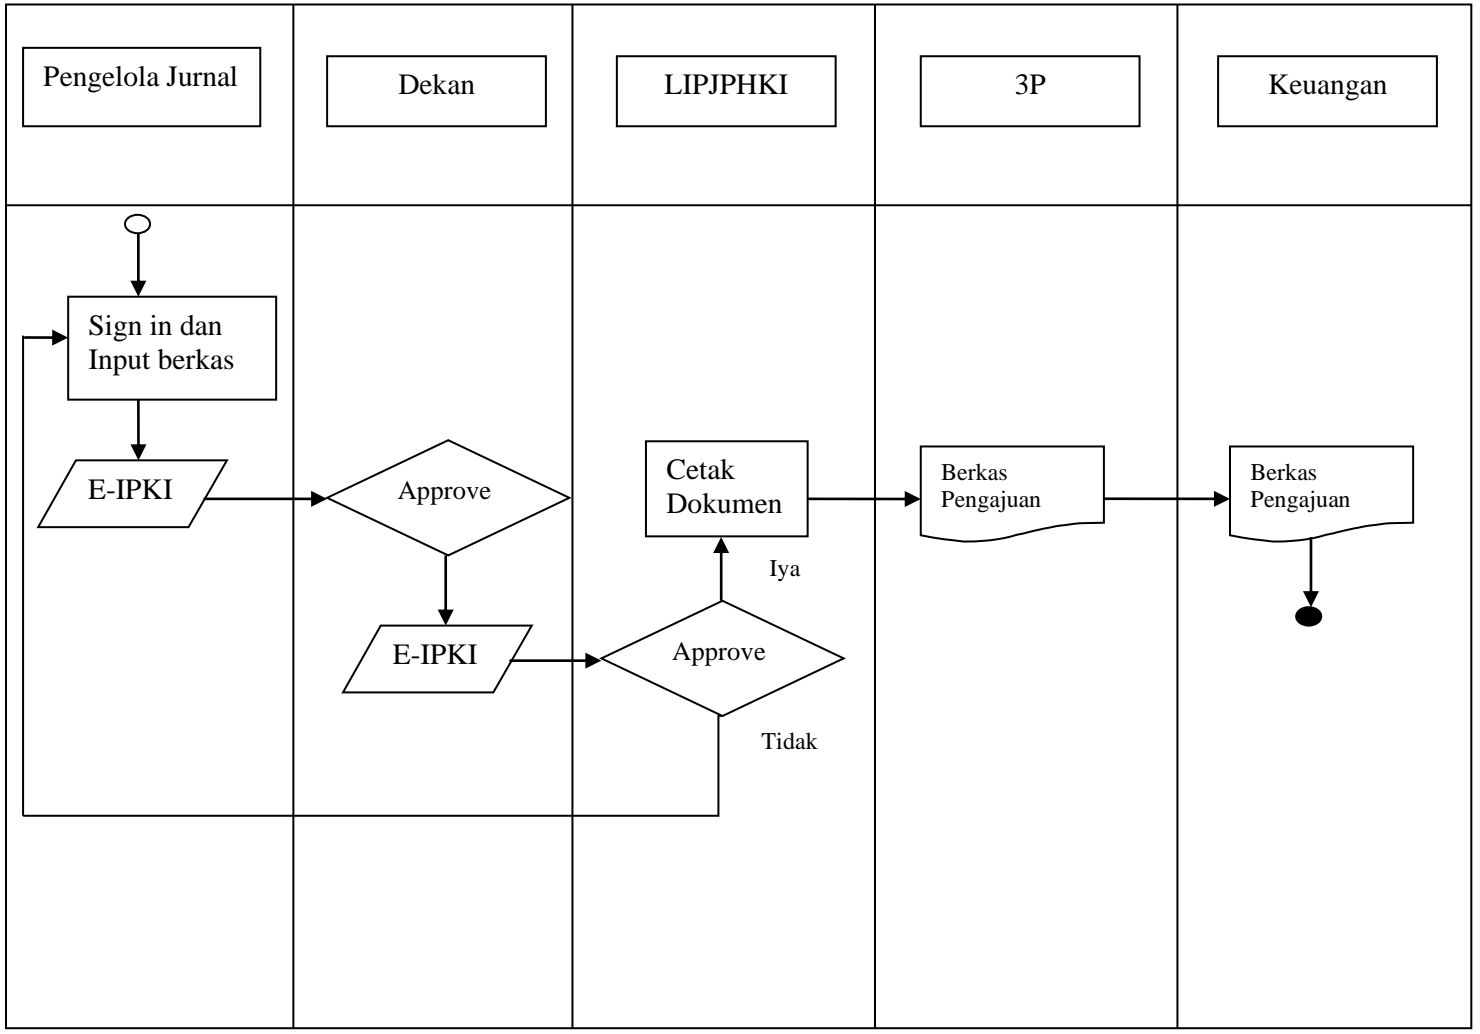 Pengelola Jurnal
Dekan
LIPJPHKI
3P
Keuangan
Sign in dan
Input berkas
E-IPKI
Approve
Cetak
Dokumen
Berkas
Pengajuan
Berkas
Pengajuan
Iya
E-IPKI
Approve
Tidak